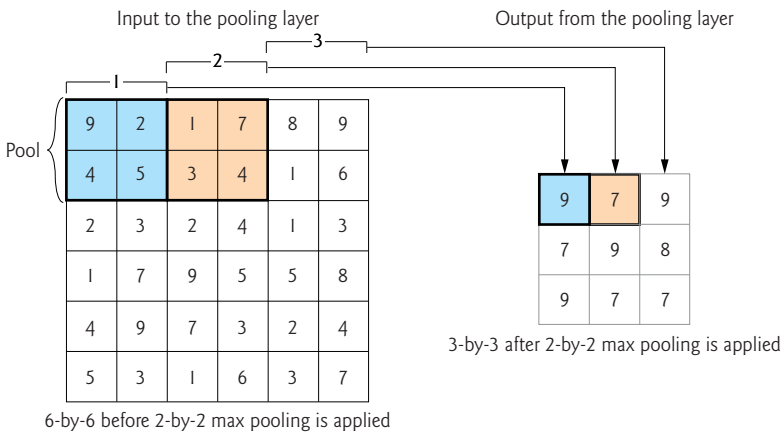 Input to the pooling layer
Output from the pooling layer
3
2
1
Pool
9 2 1 7 8 9
4 5 3 4 1 6
2 3 2 4 1 3
1 7 9 5 5 8
4 9 7 3 2 4
5 3 1 6 3 7
6-by-6 before 2-by-2 max pooling is applied
9 7 9
7 9 8
9 7 7
3-by-3 after 2-by-2 max pooling is applied